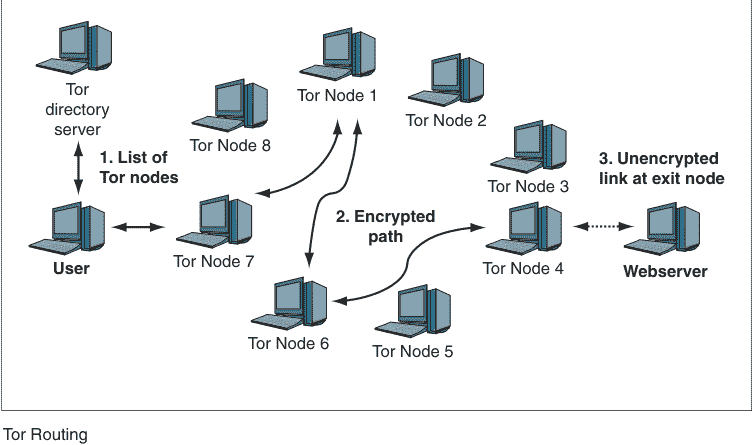 Tor
directory
server
Tor Node 1
Tor Node 2
Tor Node 8
1. List of
Tor nodes
Tor Node 3
3. Unencrypted
link at exit node
2. Encrypted
path
User
Tor Node 7
Tor Node 4
Webserver
Tor Node 6
Tor Node 5
Tor Routing